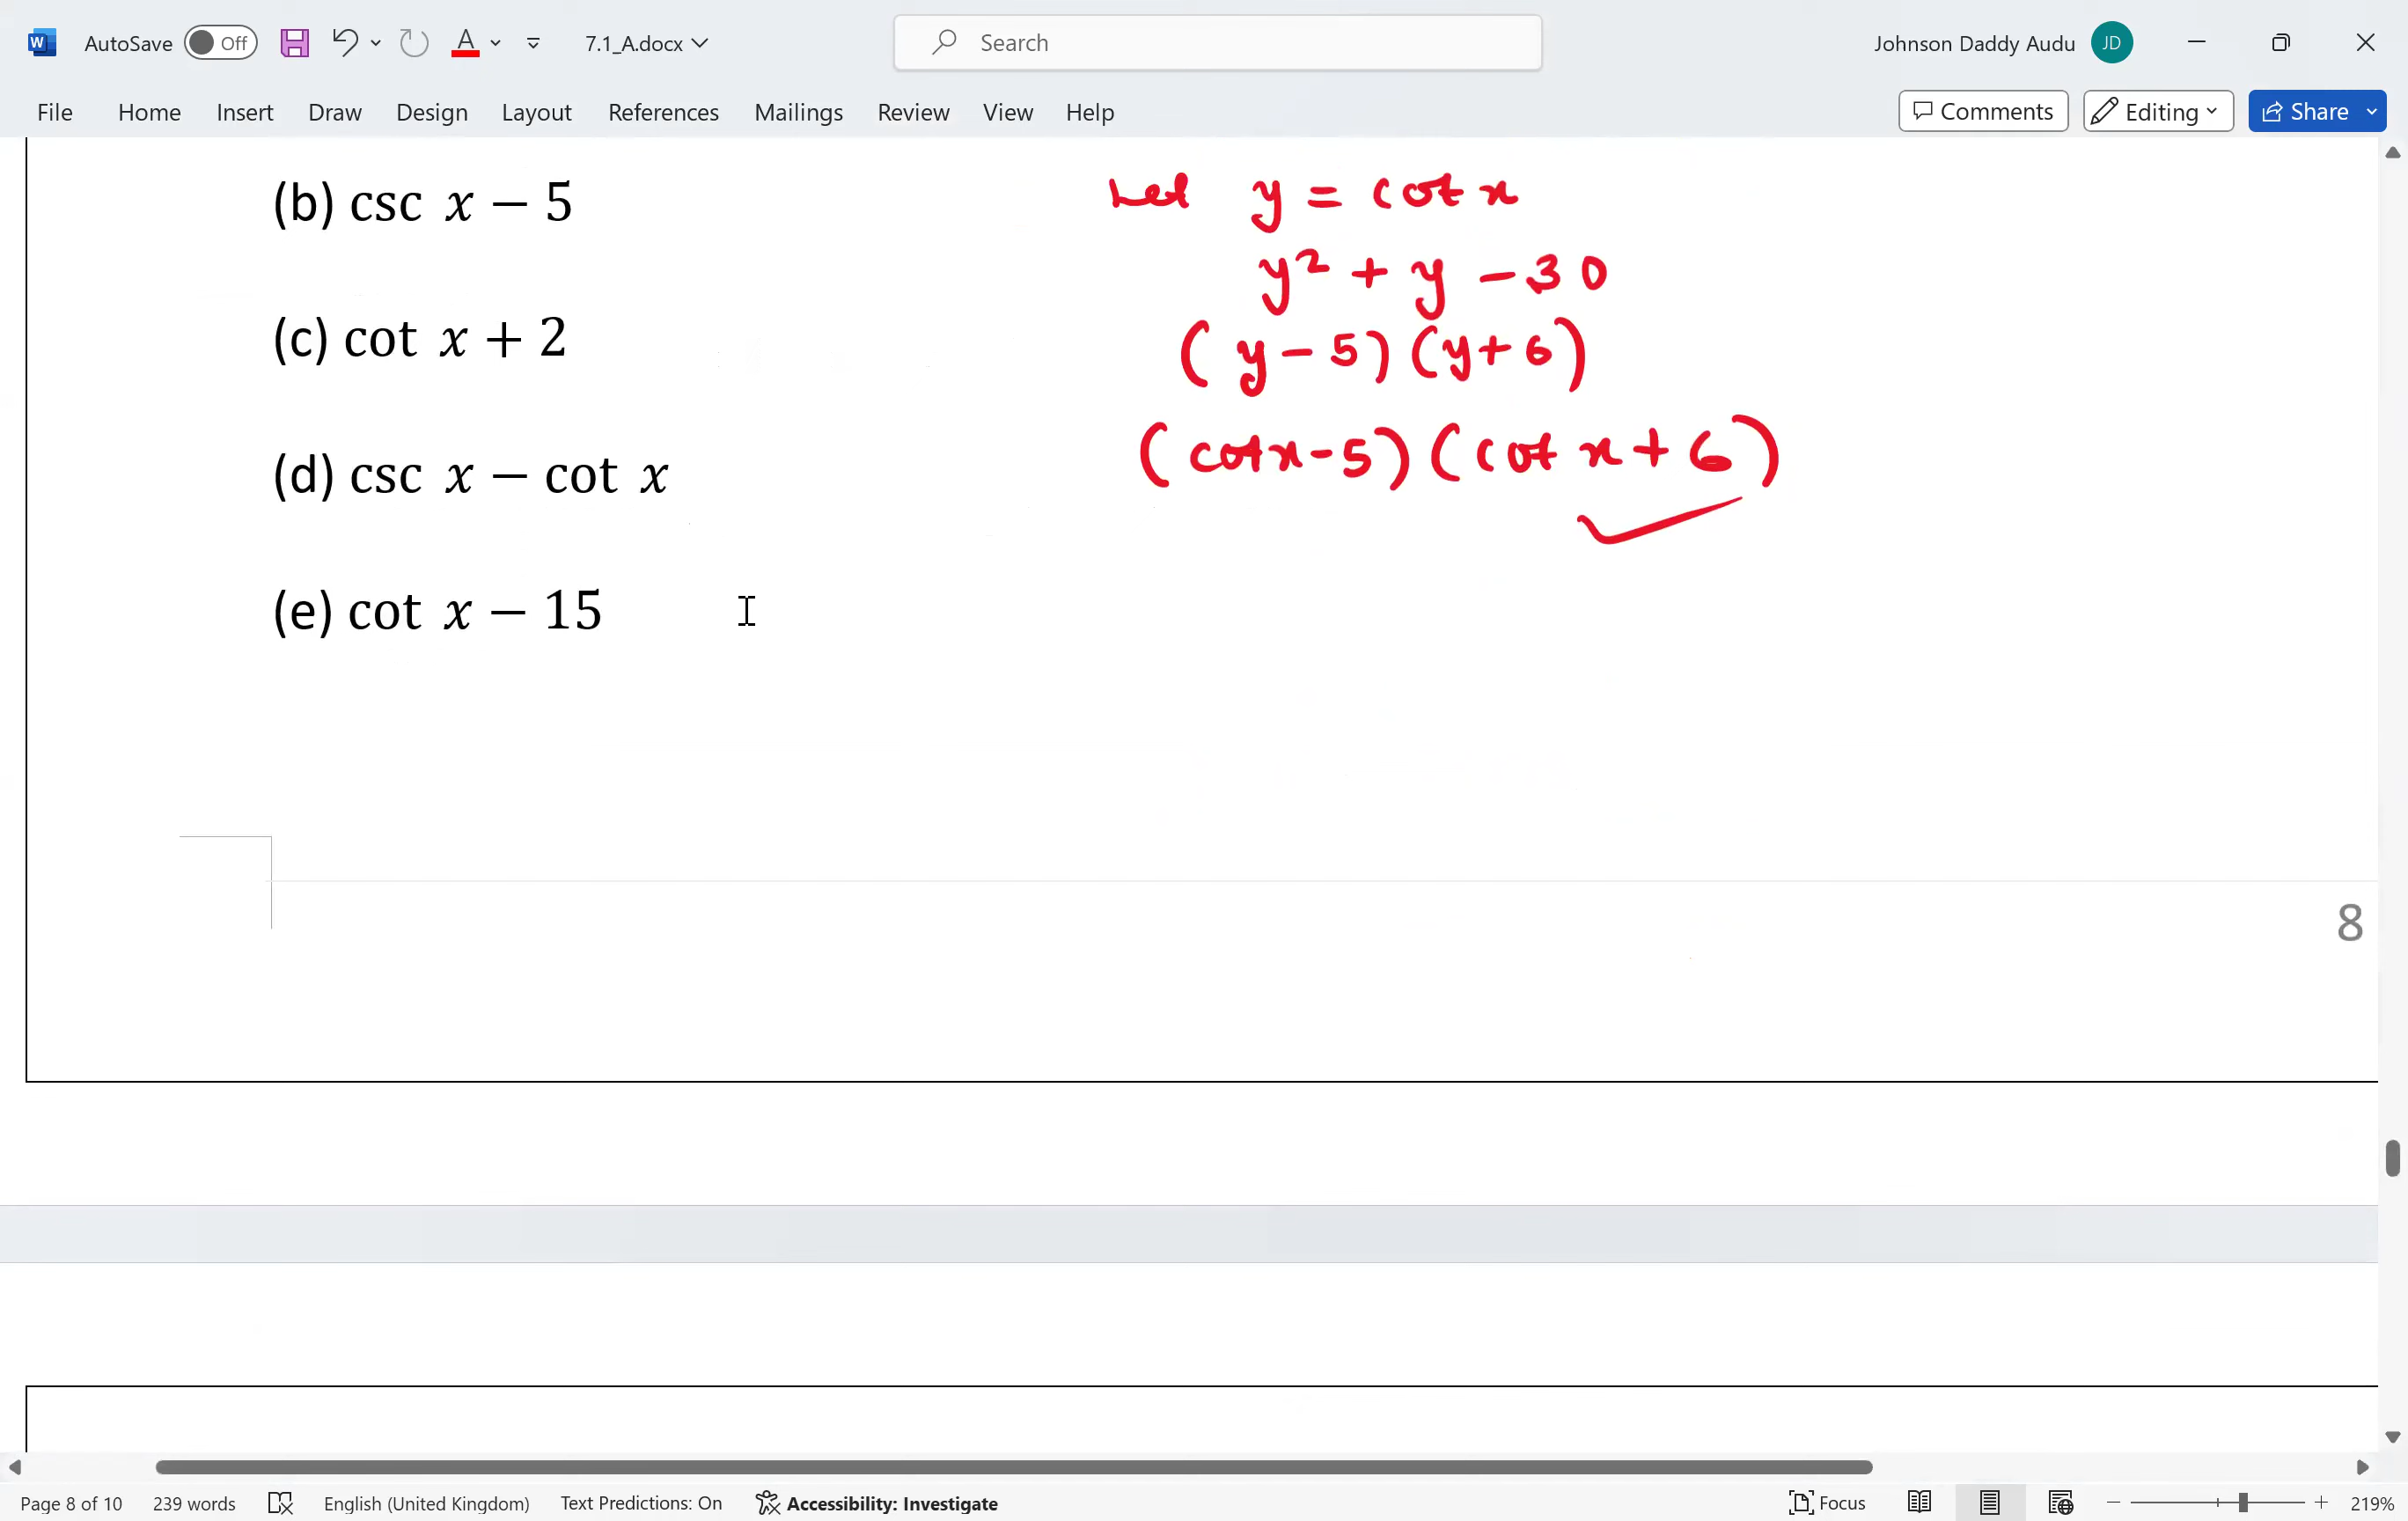 AutoSave Off 7.1_A.docx Search Johnson Daddy Audu JD
File Home Insert Draw Design Layout References Mailings Review View Help Comments Editing Share
(b) csc x − 5
(c) cot x + 2
(d) csc x − cot x
(e) cot x − 15
Let y = cot x
y² + y − 30
(y − 5)(y + 6)
(cot x − 5)(cot x + 6)
8
Page 8 of 10 239 words English (United Kingdom) Text Predictions: On Accessibility: Investigate Focus 219%